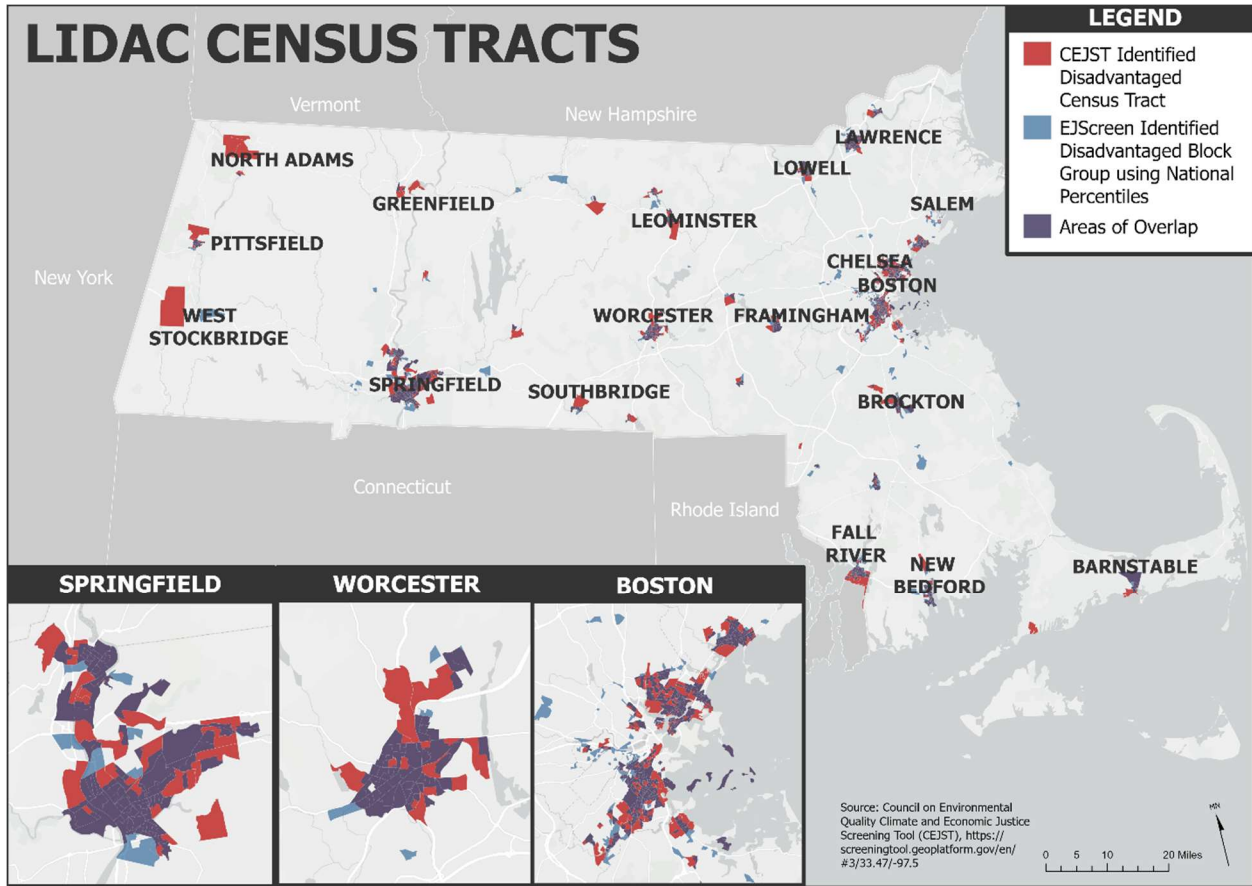 LIDAC CENSUS TRACTS
LEGEND
CEJST Identified
Disadvantaged
Census Tract
EJScreen Identified
Disadvantaged Block
Group using National
Percentiles
Areas of Overlap
Vermont
New Hampshire
NORTH ADAMS
LAWRENCE
LOWELL
GREENFIELD
SALEM
LEOMINSTER
PITTSFIELD
CHELSEA
New York
BOSTON
WEST
STOCKBRIDGE
WORCESTER
FRAMINGHAM
SPRINGFIELD
SOUTHBRIDGE
BROCKTON
Connecticut
Rhode Island
FALL
RIVER
NEW
BEDFORD
BARNSTABLE
SPRINGFIELD
WORCESTER
BOSTON
Source: Council on Environmental
Quality Climate and Economic Justice
Screening Tool (CEJST), https://
screeningtool.geoplatform.gov/en/
#3/33.47/-97.5
MN
0 5 10 20 Miles